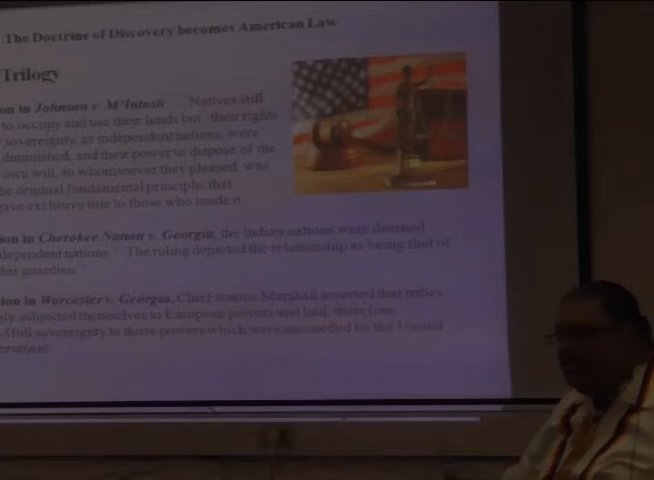 The Doctrine of Discovery becomes American Law
Trilogy
on in Johnson v. M'Intosh Natives still
to occupy and use their lands but "their rights
sovereignty, as independent nations, were
diminished, and their power to dispose of the
own will, to whomsoever they pleased, was
he original fundamental principle, that
ave exclusive title to those who made it
ion in Cherokee Nation v. Georgia, the Indian nations were deemed
dependent nations." The ruling depicted the relationship as being that of
his guardian."
ion in Worcester v. Georgia, Chief Justice Marshall asserted that tribes
ly subjected themselves to European powers and had, therefore,
d full sovereignty to those powers which were succeeded by the United
ernment